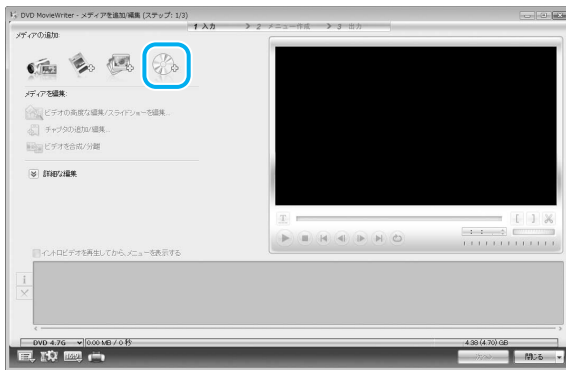 DVD MovieWriter - メディアを追加/編集 (ステップ: 1/3)
1 入力 > 2 メニュー作成 > 3 出力
メディアの追加:
メディアを編集:
ビデオの高度な編集/スライドショーを編集...
チャプタの追加/編集...
ビデオを合成/分離
詳細な編集
イントロビデオを再生してから、メニューを表示する
DVD 4.7G 0.00 MB / 0 秒 4.38 (4.70) GB
閉じる